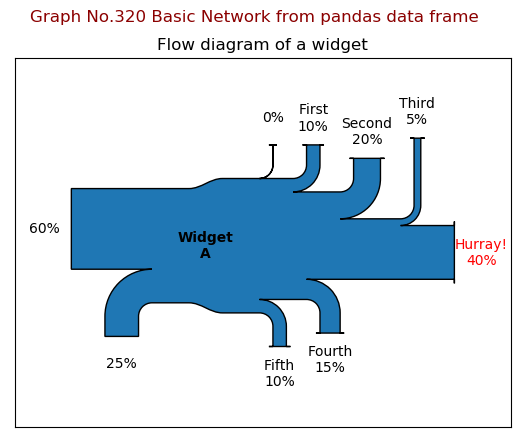 Graph No.320 Basic Network from pandas data frame
Flow diagram of a widget
Third
5%
0%
First
10%
Second
20%
60%
Widget
A
Hurray!
40%
25%
Fifth
10%
Fourth
15%